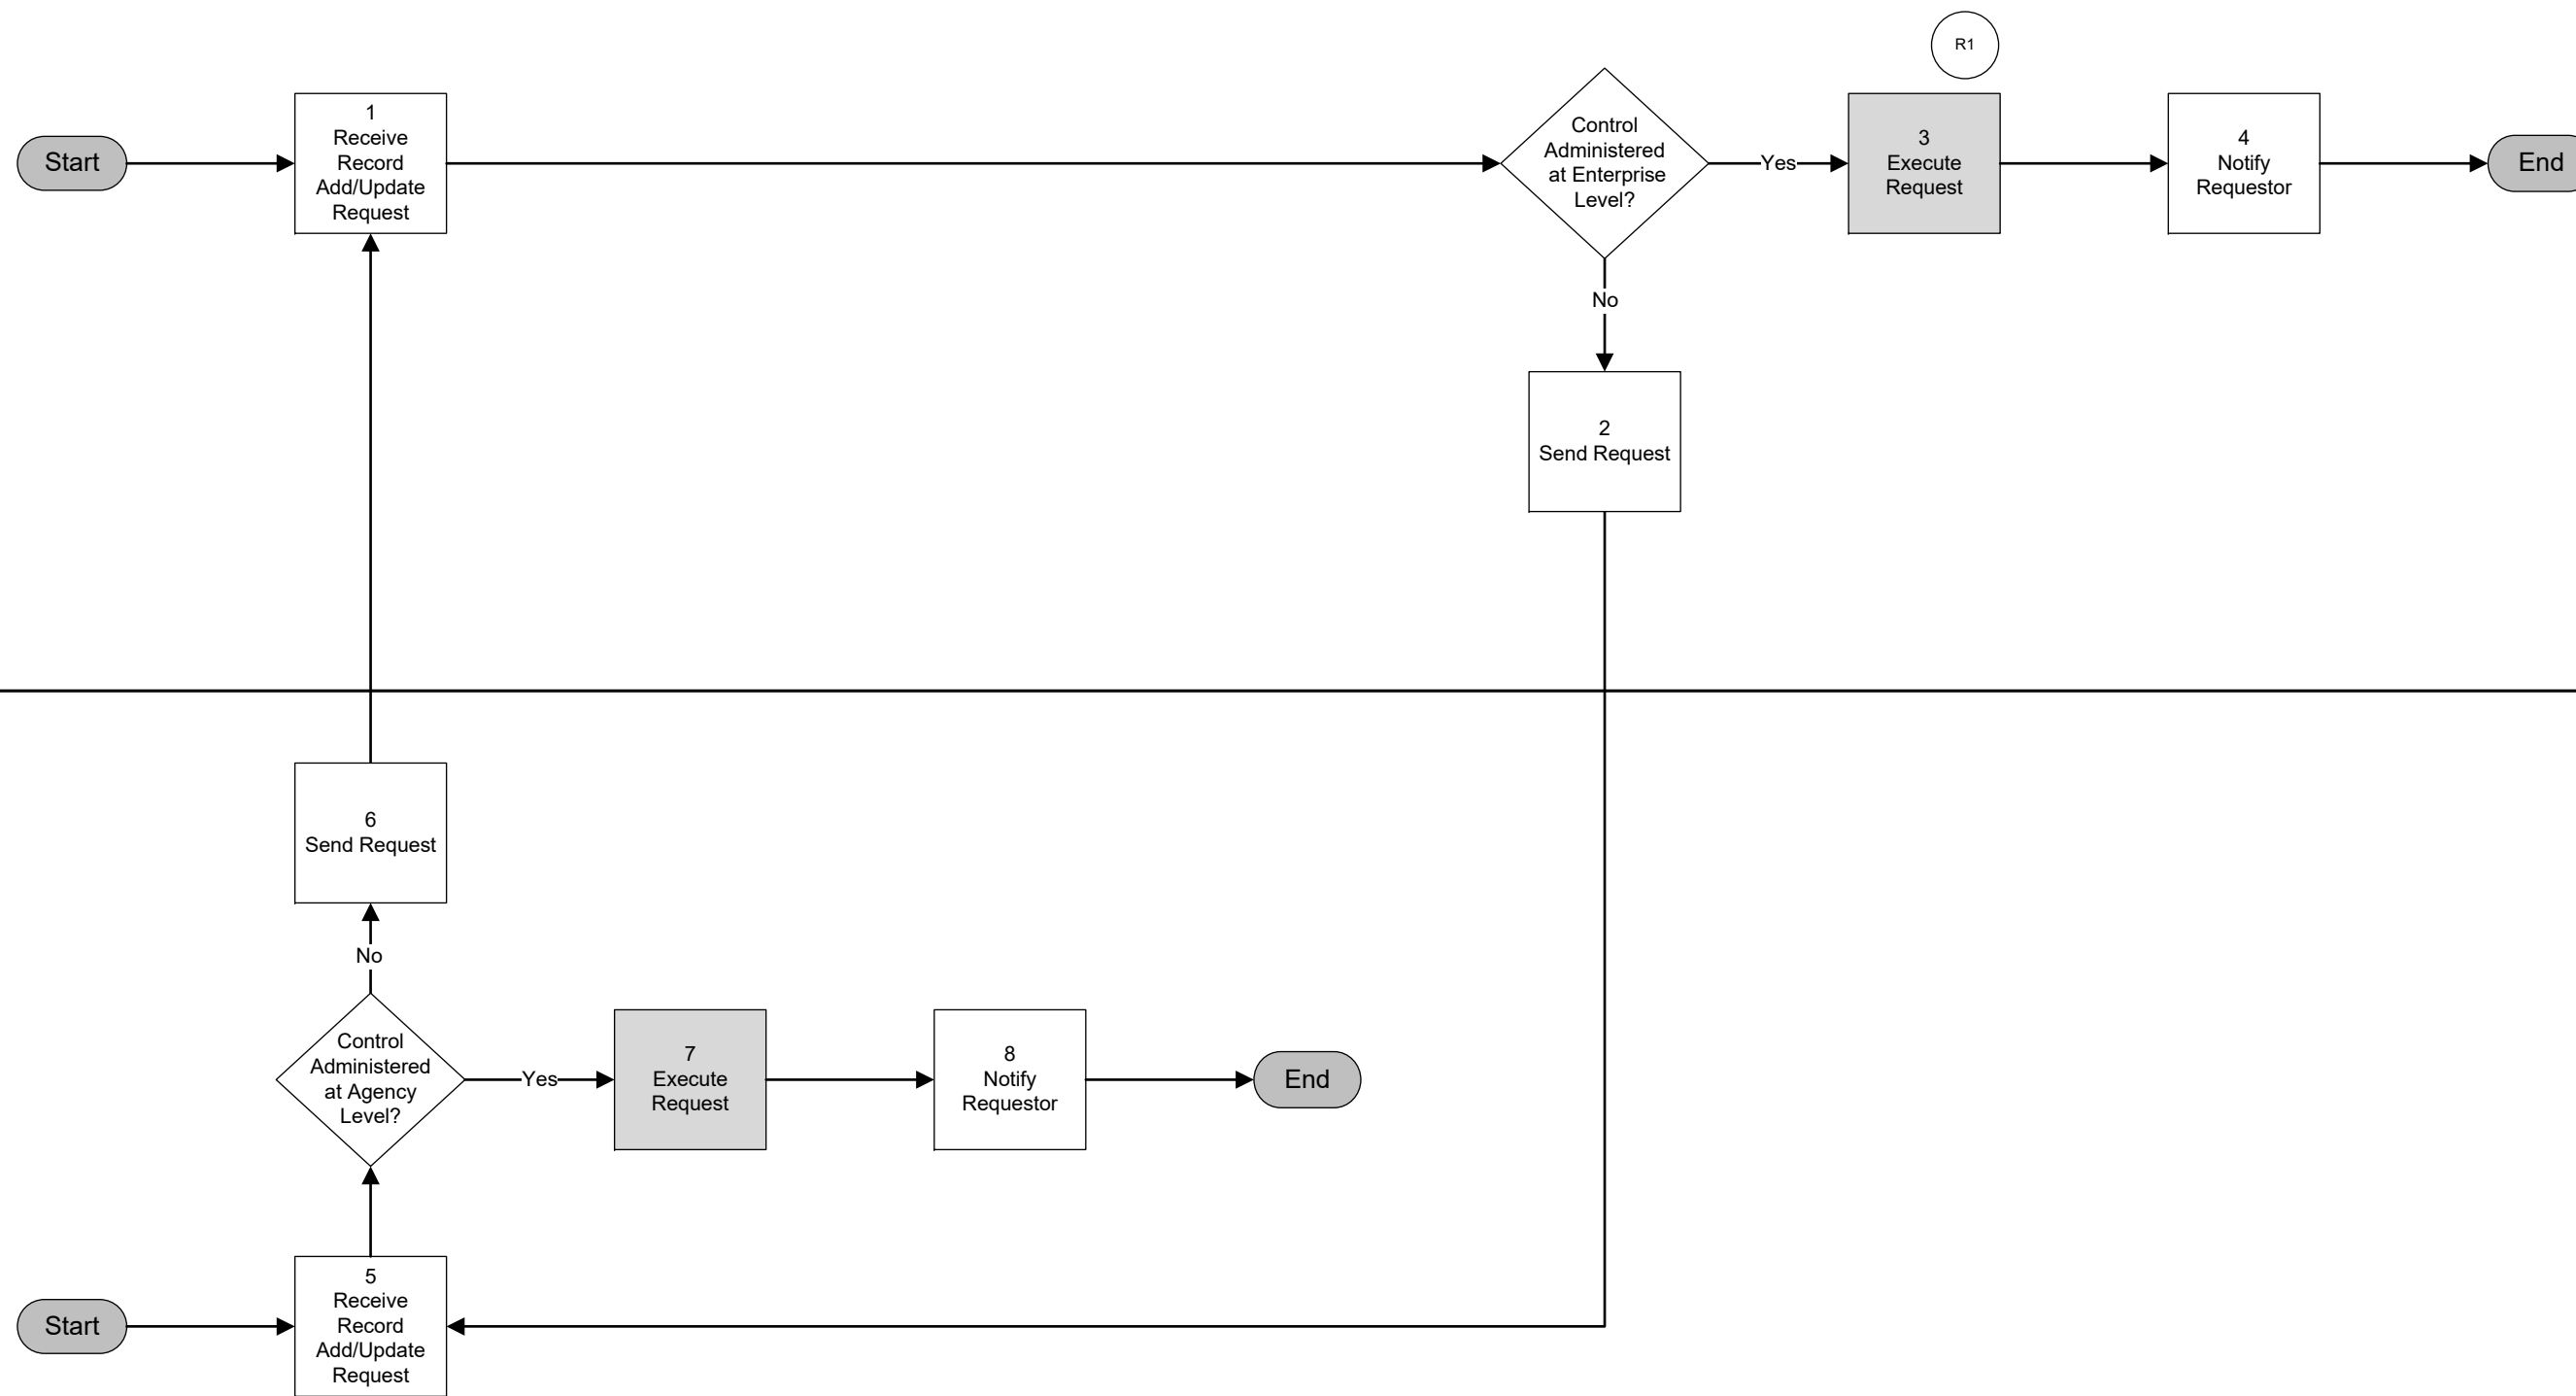 R1
Start
1
Receive
Record
Add/Update
Request
Control
Administered
at Enterprise
Level?
Yes
3
Execute
Request
4
Notify
Requestor
End
No
2
Send Request
6
Send Request
No
Control
Administered
at Agency
Level?
Yes
7
Execute
Request
8
Notify
Requestor
End
Start
5
Receive
Record
Add/Update
Request